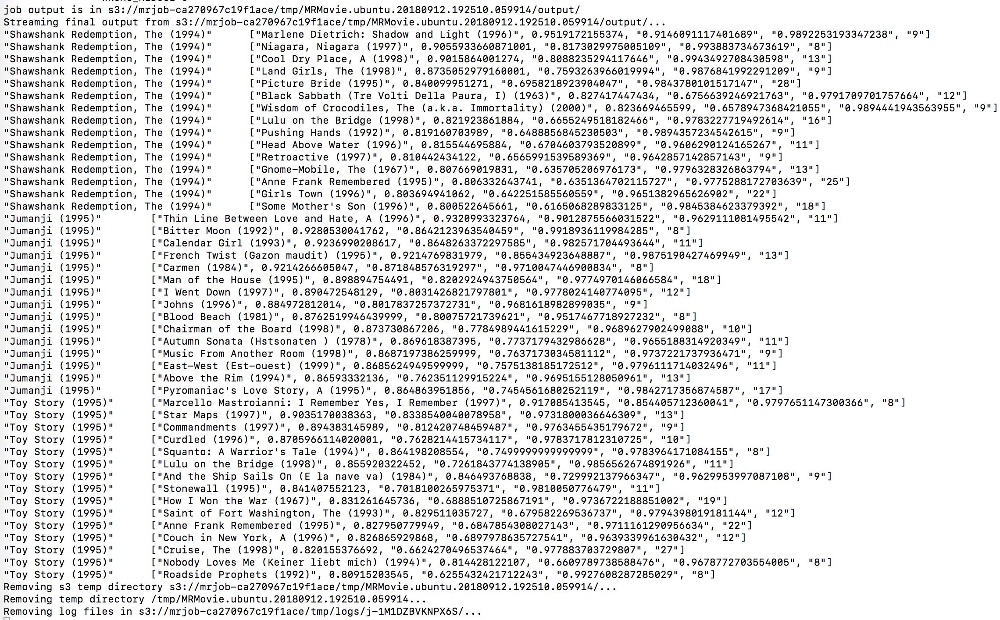 job output is in s3://mrjob-ca270967c19f1ace/tmp/MRMovie.ubuntu.20180912.192510.059914/output/
Streaming final output from s3://mrjob-ca270967c19f1ace/tmp/MRMovie.ubuntu.20180912.192510.059914/output/...
"Shawshank Redemption, The (1994)" ["Marlene Dietrich: Shadow and Light (1996)", 0.9519172155374, "0.9146091117401689", "0.9892253193347238", "9"]
"Shawshank Redemption, The (1994)" ["Niagara, Niagara (1997)", 0.9055933660871001, "0.8173029975005109", "0.993883734673619", "8"]
"Shawshank Redemption, The (1994)" ["Cool Dry Place, A (1998)", 0.9015864001274, "0.8088235294117646", "0.9943492708430598", "13"]
"Shawshank Redemption, The (1994)" ["Land Girls, The (1998)", 0.8735052979160001, "0.7593263966019994", "0.9876841992291209", "9"]
"Shawshank Redemption, The (1994)" ["Picture Bride (1995)", 0.840099951271, "0.6958218923904047", "0.9843780101517147", "28"]
"Shawshank Redemption, The (1994)" ["Black Sabbath (Tre Volti Della Paura, I) (1963)", 0.827417447434, "0.6756639246921763", "0.9791709701757664", "12"]
"Shawshank Redemption, The (1994)" ["Wisdom of Crocodiles, The (a.k.a. Immortality) (2000)", 0.823669465599, "0.6578947368421055", "0.9894441943563955", "9"]
"Shawshank Redemption, The (1994)" ["Lulu on the Bridge (1998)", 0.821923861884, "0.6655249518182466", "0.9783227719492614", "16"]
"Shawshank Redemption, The (1994)" ["Pushing Hands (1992)", 0.819160703989, "0.6488856845230503", "0.9894357234542615", "9"]
"Shawshank Redemption, The (1994)" ["Head Above Water (1996)", 0.815544695884, "0.6704603793520899", "0.9606290124165267", "11"]
"Shawshank Redemption, The (1994)" ["Retroactive (1997)", 0.810442434122, "0.6565991539589369", "0.9642857142857143", "9"]
"Shawshank Redemption, The (1994)" ["Gnome-Mobile, The (1967)", 0.807669019831, "0.635705206976173", "0.9796328326863794", "13"]
"Shawshank Redemption, The (1994)" ["Anne Frank Remembered (1995)", 0.806332643741, "0.6351364702115727", "0.9775288172703639", "25"]
"Shawshank Redemption, The (1994)" ["Girls Town (1996)", 0.803694941062, "0.642251585560559", "0.9651382965626902", "22"]
"Shawshank Redemption, The (1994)" ["Some Mother's Son (1996)", 0.800522645661, "0.6165068289833125", "0.9845384623379392", "18"]
"Jumanji (1995)" ["Thin Line Between Love and Hate, A (1996)", 0.9320993323764, "0.9012875566031522", "0.9629111081495542", "11"]
"Jumanji (1995)" ["Bitter Moon (1992)", 0.9280530041762, "0.8642123963540459", "0.9918936119984285", "8"]
"Jumanji (1995)" ["Calendar Girl (1993)", 0.9236990208617, "0.8648263372297585", "0.982571704493644", "11"]
"Jumanji (1995)" ["French Twist (Gazon maudit) (1995)", 0.9214769831979, "0.855434923648887", "0.9875190427469949", "13"]
"Jumanji (1995)" ["Carmen (1984)", 0.9214266605047, "0.871848576319297", "0.9710047446900834", "8"]
"Jumanji (1995)" ["Man of the House (1995)", 0.898894754491, "0.8202924943750564", "0.9774970146066584", "18"]
"Jumanji (1995)" ["I Went Down (1997)", 0.890472548129, "0.8031426821797801", "0.9778024140774095", "12"]
"Jumanji (1995)" ["Johns (1996)", 0.884972812014, "0.8017837257372731", "0.9681618982899035", "9"]
"Jumanji (1995)" ["Blood Beach (1981)", 0.8762519946439999, "0.80075721739621", "0.9517467718927232", "8"]
"Jumanji (1995)" ["Chairman of the Board (1998)", 0.873730867206, "0.7784989441615229", "0.9689627902499088", "10"]
"Jumanji (1995)" ["Autumn Sonata (Hstsonaten ) (1978)", 0.869618387395, "0.7737179432986628", "0.9655188314920349", "11"]
"Jumanji (1995)" ["Music From Another Room (1998)", 0.8687197386259999, "0.7637173034581112", "0.9737221737936471", "9"]
"Jumanji (1995)" ["East-West (Est-ouest) (1999)", 0.8685624949599999, "0.7575138185172512", "0.9796111714032496", "11"]
"Jumanji (1995)" ["Above the Rim (1994)", 0.86593332136, "0.762351129915224", "0.9695155128050961", "13"]
"Jumanji (1995)" ["Pyromaniac's Love Story, A (1995)", 0.864863951856, "0.7454561680252119", "0.9842717356874587", "17"]
"Toy Story (1995)" ["Marcello Mastroianni: I Remember Yes, I Remember (1997)", 0.917085413545, "0.854405712360041", "0.9797651147300366", "8"]
"Toy Story (1995)" ["Star Maps (1997)", 0.9035170038363, "0.8338540040078958", "0.9731800036646309", "13"]
"Toy Story (1995)" ["Commandments (1997)", 0.894383145989, "0.812420748459487", "0.9763455435179672", "9"]
"Toy Story (1995)" ["Curdled (1996)", 0.8705966114020001, "0.7628214415734117", "0.9783717812310725", "10"]
"Toy Story (1995)" ["Squanto: A Warrior's Tale (1994)", 0.864198208554, "0.7499999999999999", "0.9783964171084155", "8"]
"Toy Story (1995)" ["Lulu on the Bridge (1998)", 0.855920322452, "0.7261843774138905", "0.9856562674891926", "11"]
"Toy Story (1995)" ["And the Ship Sails On (E la nave va) (1984)", 0.846493768838, "0.729992137966347", "0.9629953997087108", "9"]
"Toy Story (1995)" ["Stonewall (1995)", 0.841407552123, "0.7018100265975371", "0.9810050776479", "11"]
"Toy Story (1995)" ["How I Won the War (1967)", 0.831261645736, "0.6888510725867191", "0.9736722188851002", "19"]
"Toy Story (1995)" ["Saint of Fort Washington, The (1993)", 0.829511035727, "0.679582269536737", "0.9794398019181144", "12"]
"Toy Story (1995)" ["Anne Frank Remembered (1995)", 0.827950779949, "0.6847854308027143", "0.9711161290956634", "22"]
"Toy Story (1995)" ["Couch in New York, A (1996)", 0.826865929868, "0.6897978635727541", "0.9639339961630432", "12"]
"Toy Story (1995)" ["Cruise, The (1998)", 0.820155376692, "0.6624270496537464", "0.977883703729807", "27"]
"Toy Story (1995)" ["Nobody Loves Me (Keiner liebt mich) (1994)", 0.814428122107, "0.6609789738588476", "0.9678772703554005", "8"]
"Toy Story (1995)" ["Roadside Prophets (1992)", 0.80915203545, "0.6255432421712243", "0.9927608287285029", "8"]
Removing s3 temp directory s3://mrjob-ca270967c19f1ace/tmp/MRMovie.ubuntu.20180912.192510.059914/...
Removing temp directory /tmp/MRMovie.ubuntu.20180912.192510.059914...
Removing log files in s3://mrjob-ca270967c19f1ace/tmp/logs/j-1M1DZBVKNPX6S/...